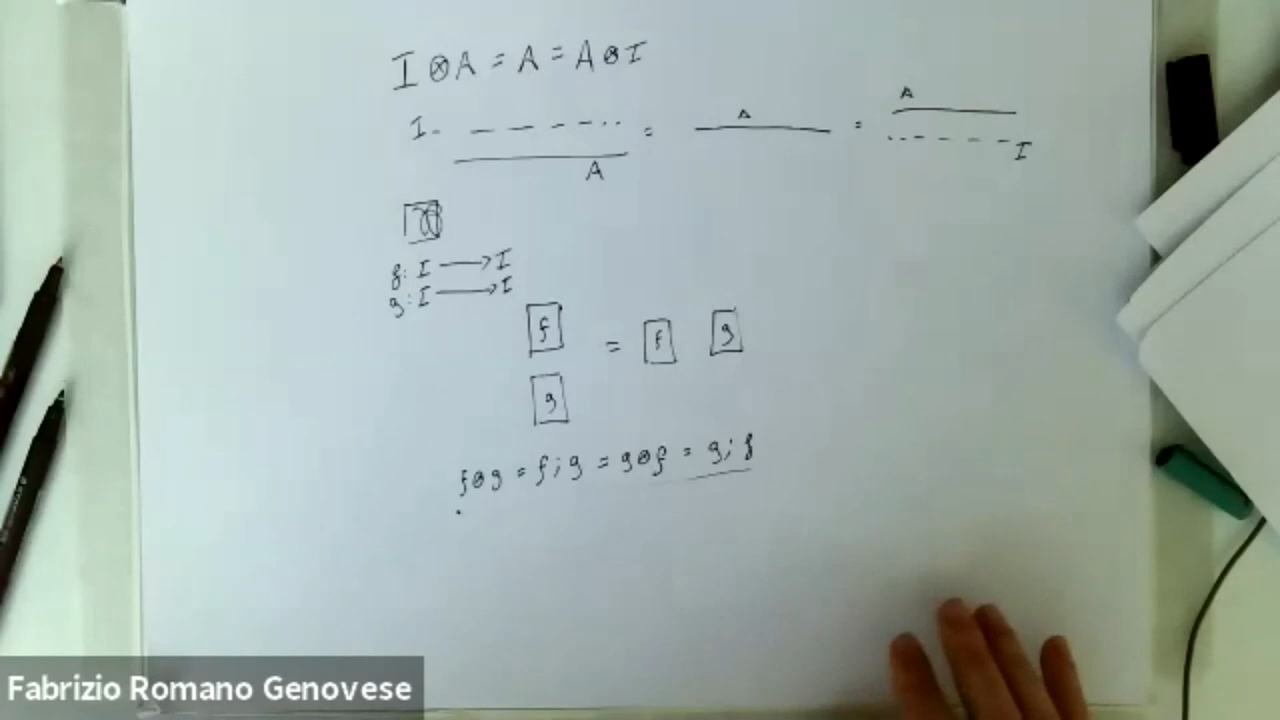 I ⊗ A = A = A ⊗ I
I
A
=
A
=
A
I
f: I → I
g: I → I
f
g
=
f
g
f⊗g = f;g = g⊗f = g;f
Fabrizio Romano Genovese